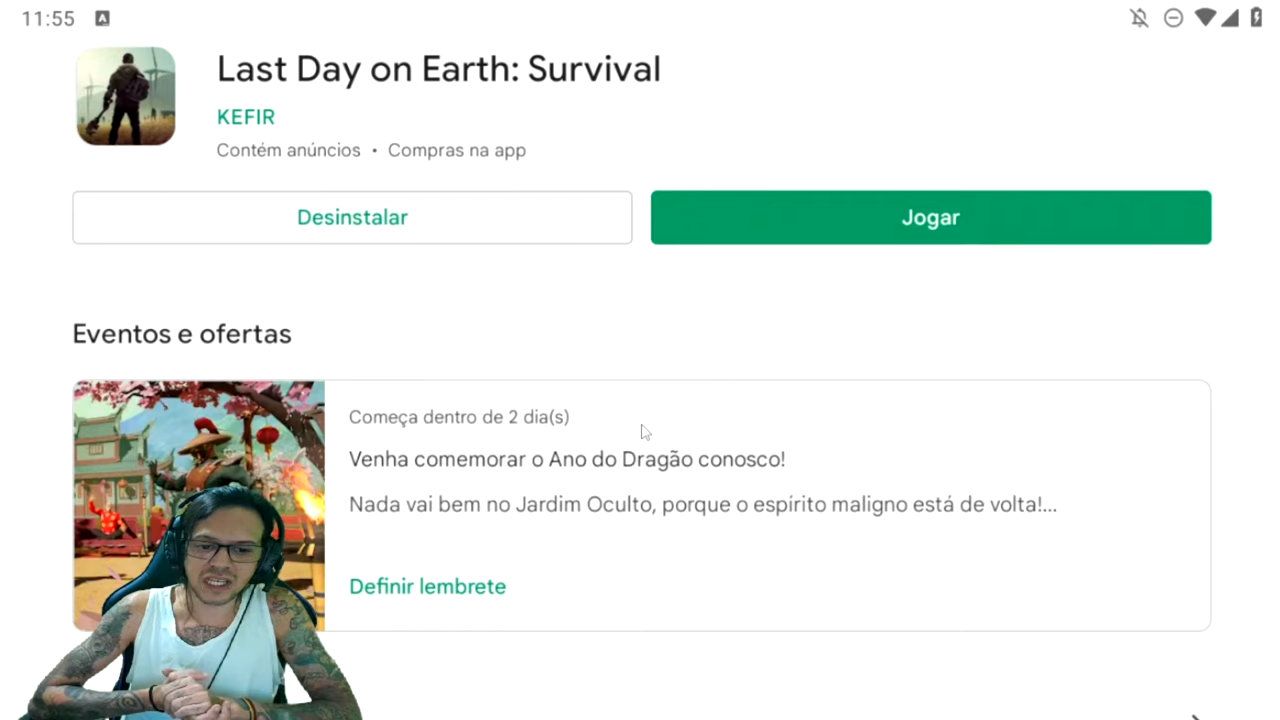 11:55
A
Last Day on Earth: Survival
KEFIR
Contém anúncios • Compras na app
Desinstalar
Jogar
Eventos e ofertas
Começa dentro de 2 dia(s)
Venha comemorar o Ano do Dragão conosco!
Nada vai bem no Jardim Oculto, porque o espírito maligno está de volta!...
Definir lembrete